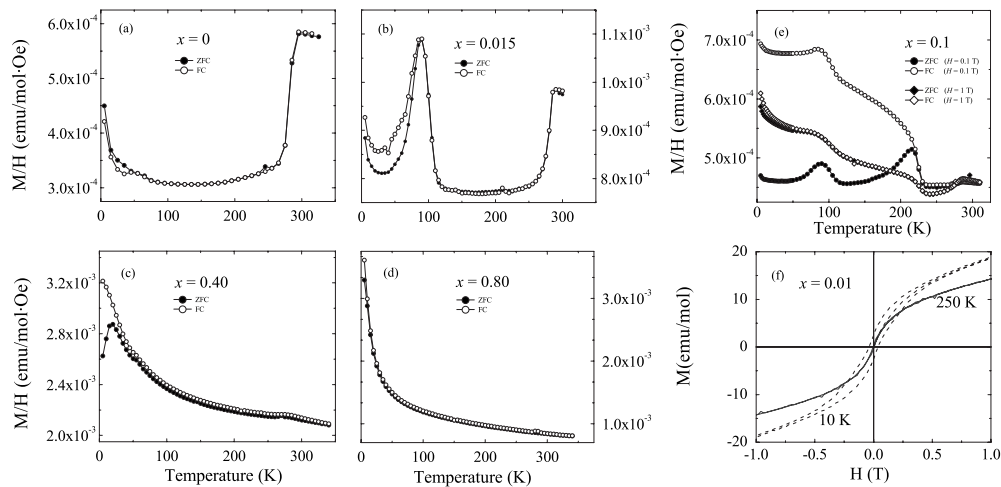 (a)
x = 0
ZFC
FC
6.0x10⁻⁴
5.0x10⁻⁴
4.0x10⁻⁴
3.0x10⁻⁴
M/H (emu/mol·Oe)
0 100 200 300
(b)
x = 0.015
ZFC
FC
1.1x10⁻³
1.0x10⁻³
9.0x10⁻⁴
8.0x10⁻⁴
0 100 200 300
(e)
x = 0.1
ZFC (H = 0.1 T)
FC (H = 0.1 T)
ZFC (H = 1 T)
FC (H = 1 T)
7.0x10⁻⁴
6.0x10⁻⁴
5.0x10⁻⁴
M/H (emu/mol·Oe)
0 100 200 300
Temperature (K)
(c)
x = 0.40
ZFC
FC
3.2x10⁻³
2.8x10⁻³
2.4x10⁻³
2.0x10⁻³
M/H (emu/mol·Oe)
0 100 200 300
Temperature (K)
(d)
x = 0.80
ZFC
FC
3.0x10⁻³
2.0x10⁻³
1.0x10⁻³
0 100 200 300
Temperature (K)
(f)
x = 0.01
250 K
10 K
20
10
0
-10
-20
M(emu/mol)
-1.0 -0.5 0.0 0.5 1.0
H (T)